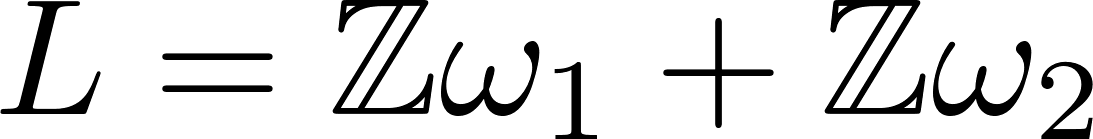 L = ℤω₁ + ℤω₂